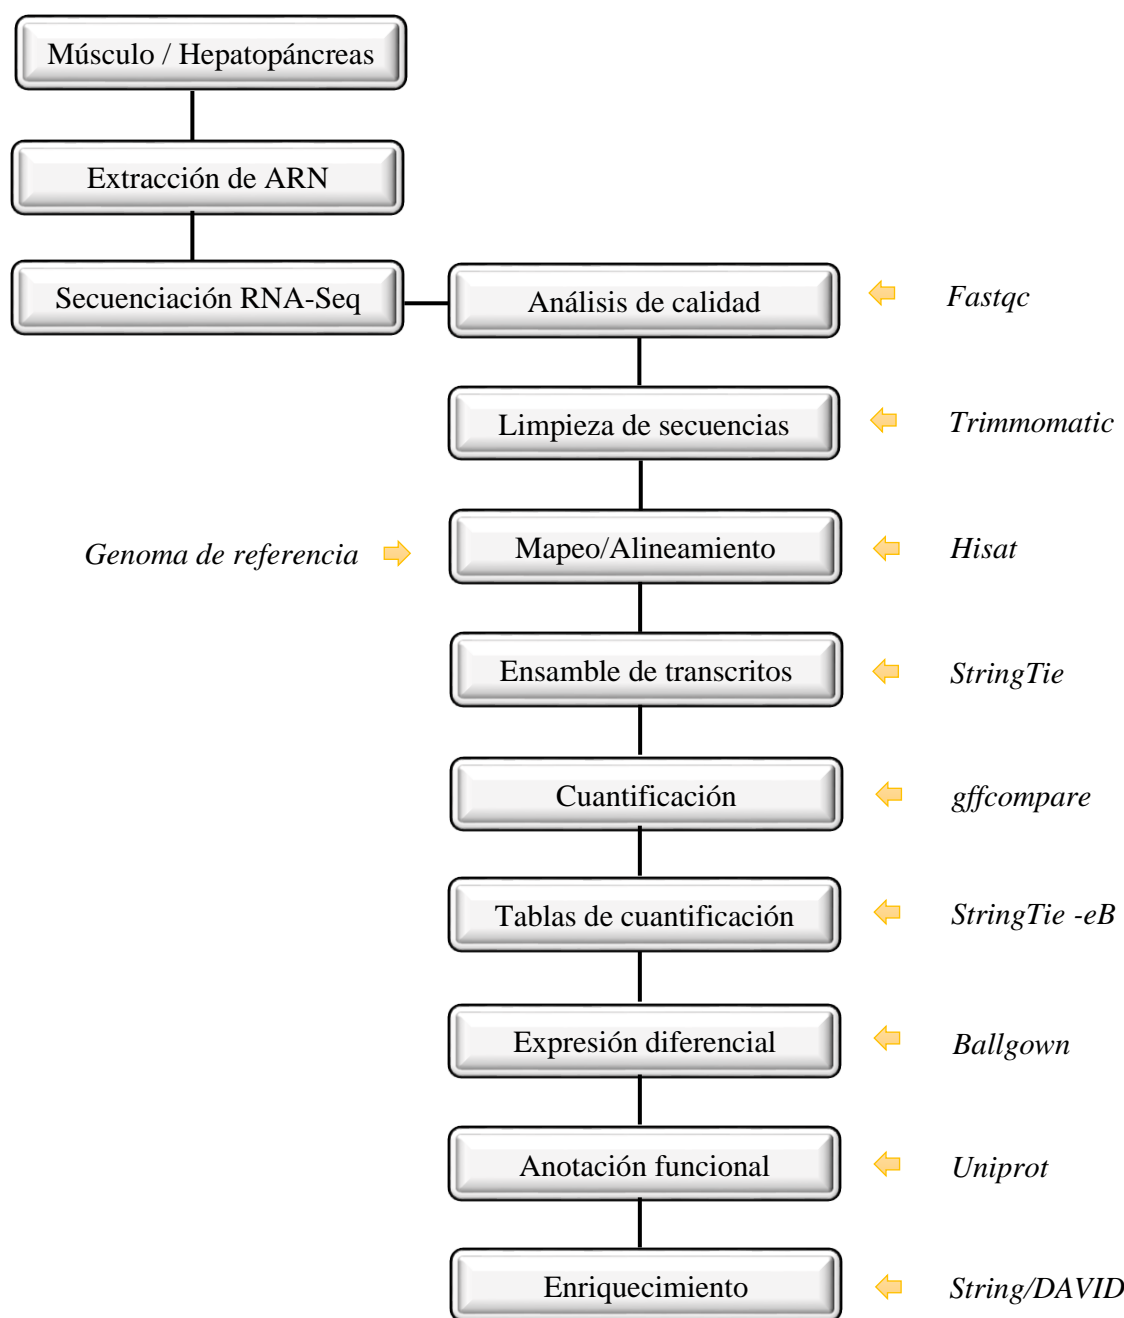 Músculo / Hepatopáncreas
Extracción de ARN
Secuenciación RNA-Seq
Análisis de calidad
Fastqc
Limpieza de secuencias
Trimmomatic
Genoma de referencia
Mapeo/Alineamiento
Hisat
Ensamble de transcritos
StringTie
Cuantificación
gffcompare
Tablas de cuantificación
StringTie -eB
Expresión diferencial
Ballgown
Anotación funcional
Uniprot
Enriquecimiento
String/DAVID